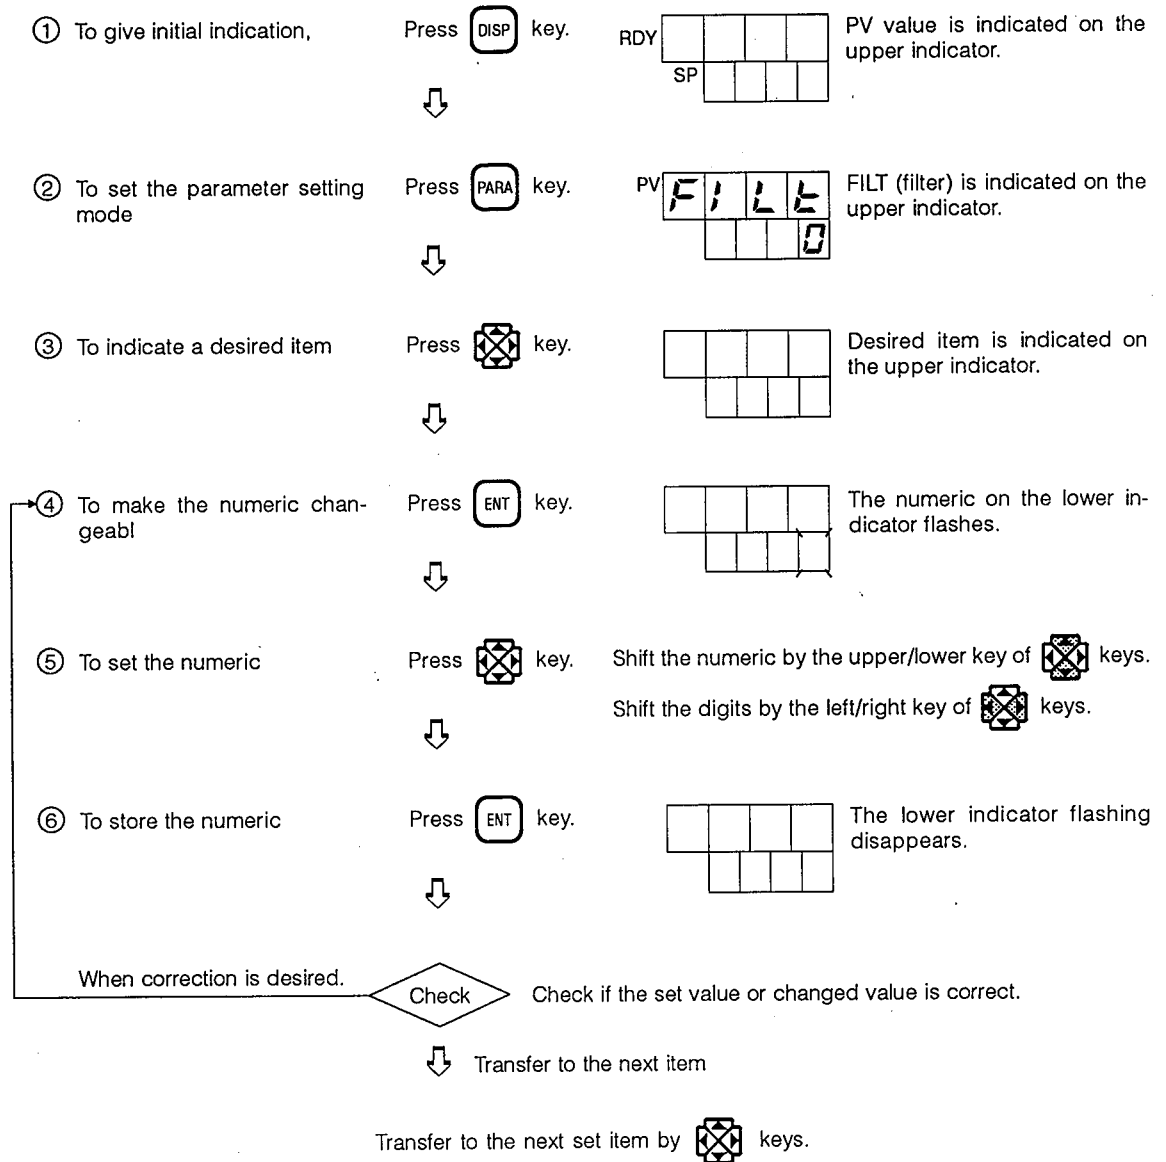 ① To give initial indication, Press DISP key. RDY SP PV value is indicated on the
upper indicator.
② To set the parameter setting Press PARA key. PV FILt FILT (filter) is indicated on the
mode 0 upper indicator.
③ To indicate a desired item Press key. Desired item is indicated on
the upper indicator.
④ To make the numeric chan- Press ENT key. The numeric on the lower in-
geabl dicator flashes.
⑤ To set the numeric Press key. Shift the numeric by the upper/lower key of keys.
Shift the digits by the left/right key of keys.
⑥ To store the numeric Press ENT key. The lower indicator flashing
disappears.
When correction is desired. Check Check if the set value or changed value is correct.
Transfer to the next item
Transfer to the next set item by keys.